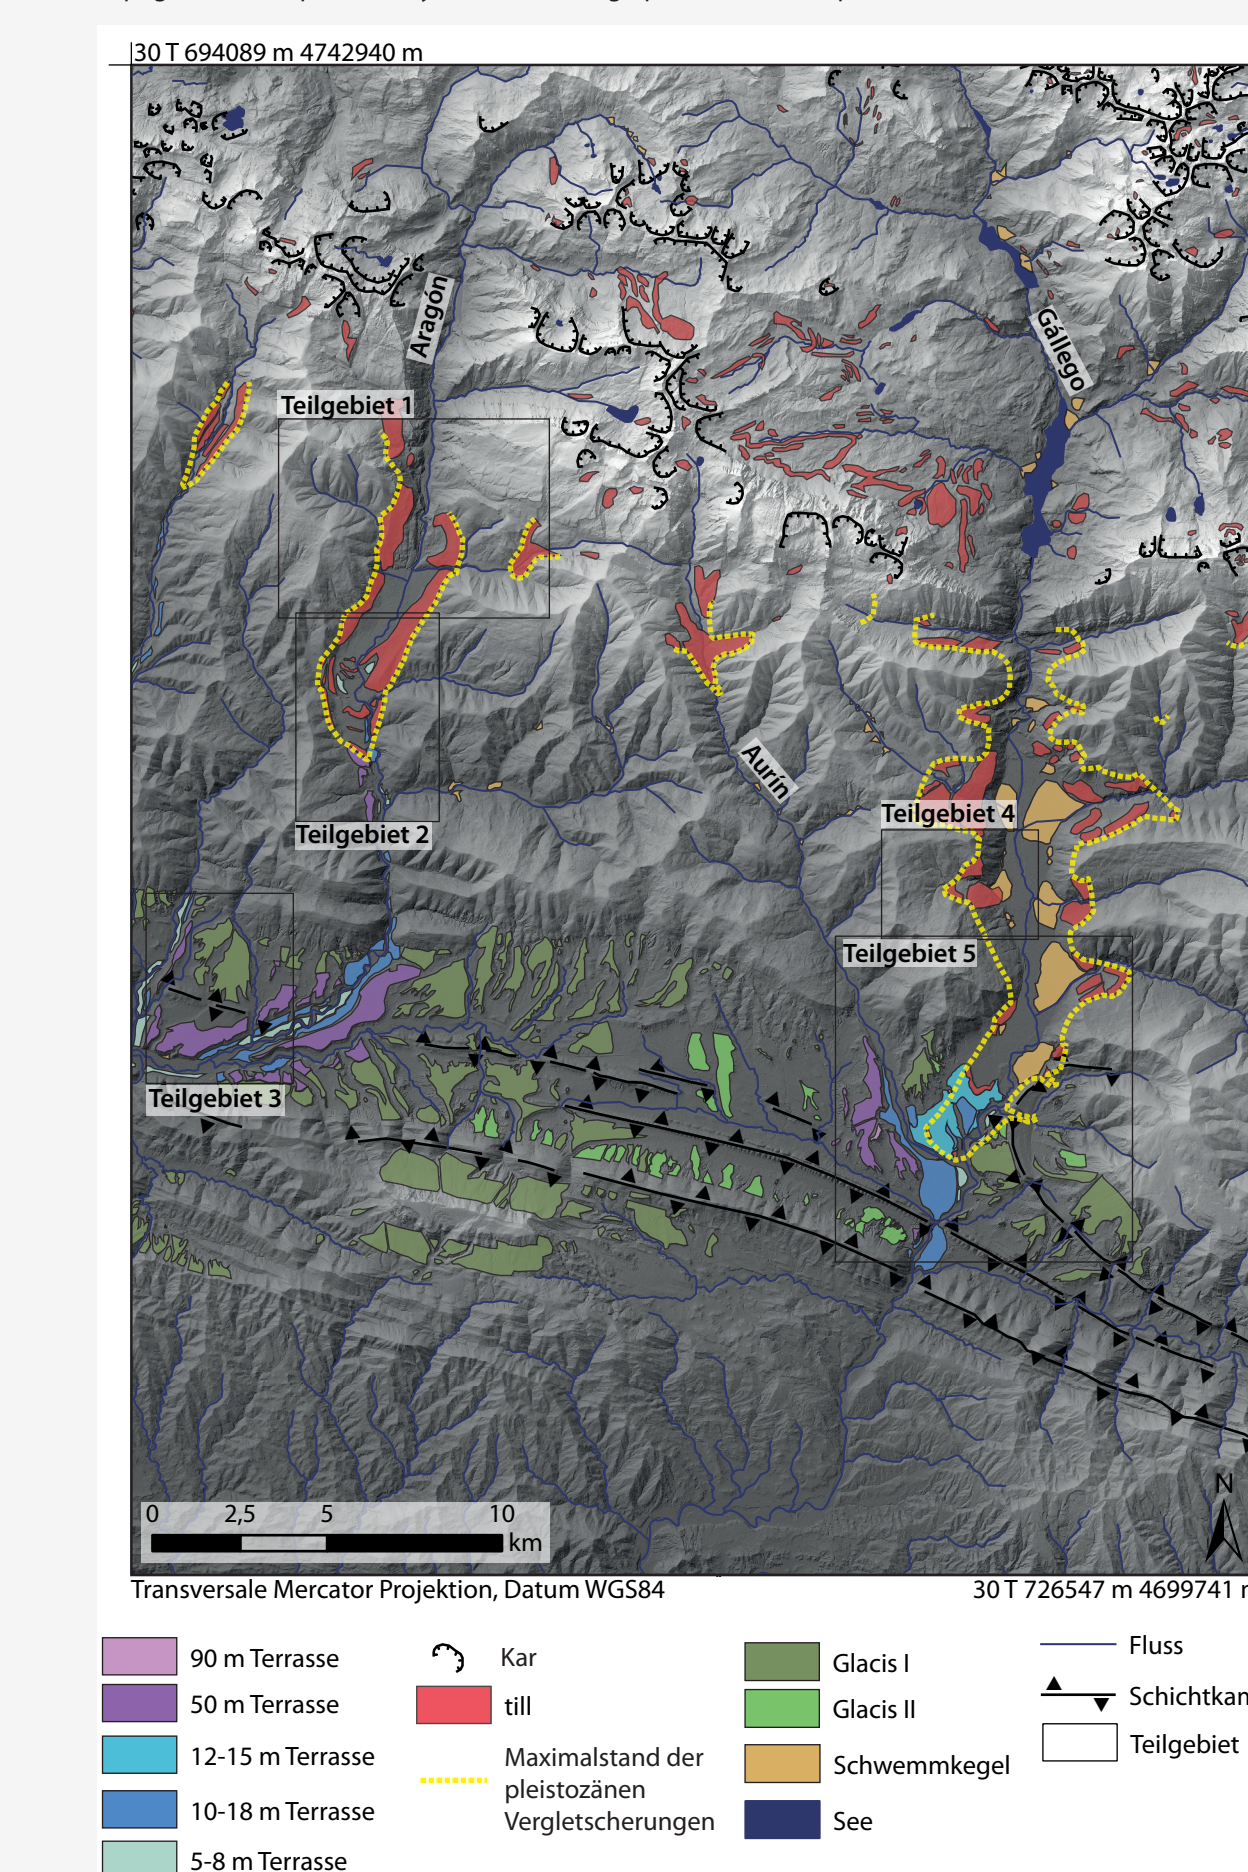 30 T 694089 m 4742940 m
Aragón
Gállego
Teilgebiet 1
Aurín
Teilgebiet 4
Teilgebiet 2
Teilgebiet 5
Teilgebiet 3
N
0 2,5 5 10
km
Transversale Mercator Projektion, Datum WGS84
30 T 726547 m 4699741 m
90 m Terrasse
50 m Terrasse
12-15 m Terrasse
10-18 m Terrasse
5-8 m Terrasse
Kar
till
Maximalstand der
pleistozänen
Vergletscherungen
Glacis I
Glacis II
Schwemmkegel
See
Fluss
Schichtkam
Teilgebiet